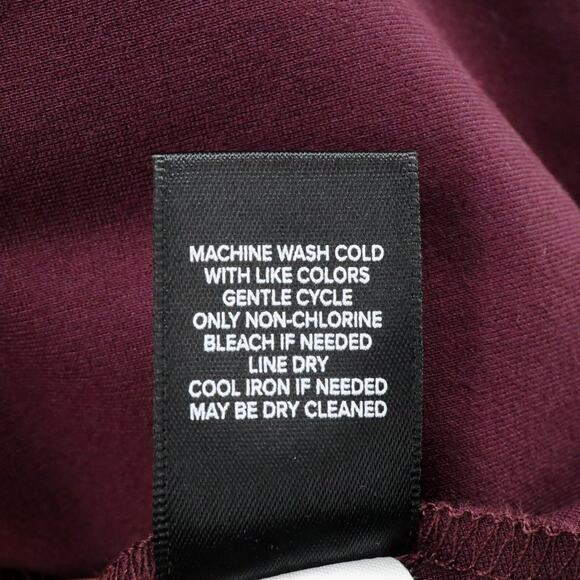 MACHINE WASH COLD
WITH LIKE COLORS
GENTLE CYCLE
ONLY NON-CHLORINE
BLEACH IF NEEDED
LINE DRY
COOL IRON IF NEEDED
MAY BE DRY CLEANED